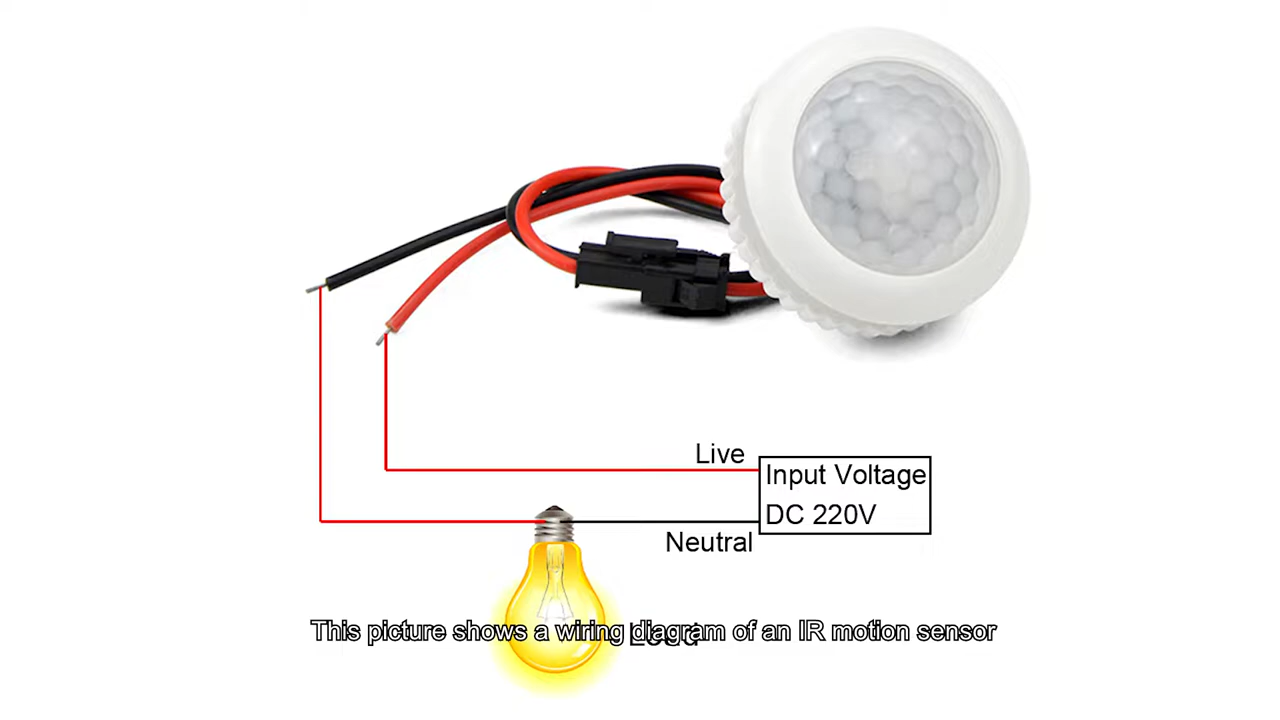 Live
Input Voltage
DC 220V
Neutral
This picture shows a wiring diagram of an IR motion sensor